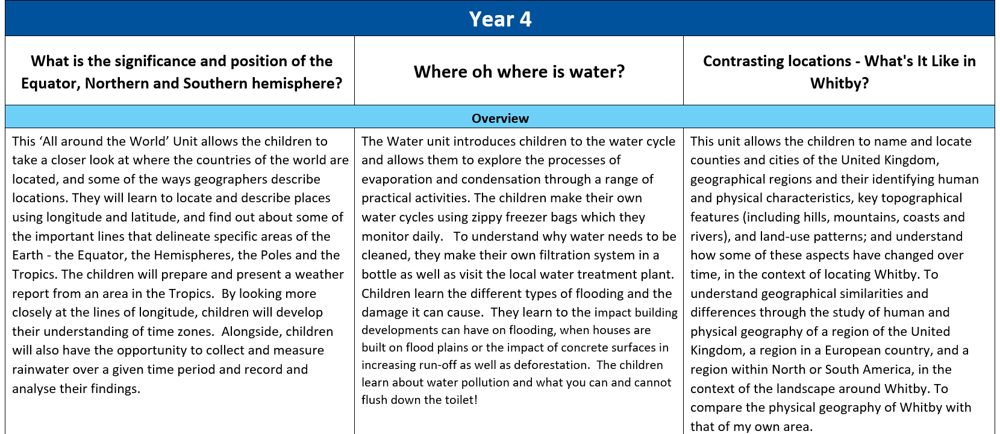 Year 4
What is the significance and position of the
Equator, Northern and Southern hemisphere?
Where oh where is water?
Contrasting locations - What's It Like in
Whitby?
Overview
This ‘All around the World’ Unit allows the children to
take a closer look at where the countries of the world are
located, and some of the ways geographers describe
locations. They will learn to locate and describe places
using longitude and latitude, and find out about some of
the important lines that delineate specific areas of the
Earth - the Equator, the Hemispheres, the Poles and the
Tropics. The children will prepare and present a weather
report from an area in the Tropics.  By looking more
closely at the lines of longitude, children will develop
their understanding of time zones.  Alongside, children
will also have the opportunity to collect and measure
rainwater over a given time period and record and
analyse their findings.
The Water unit introduces children to the water cycle
and allows them to explore the processes of
evaporation and condensation through a range of
practical activities. The children make their own
water cycles using zippy freezer bags which they
monitor daily.   To understand why water needs to be
cleaned, they make their own filtration system in a
bottle as well as visit the local water treatment plant.
Children learn the different types of flooding and the
damage it can cause.  They learn to the impact building
developments can have on flooding, when houses are
built on flood plains or the impact of concrete surfaces in
increasing run-off as well as deforestation.  The children
learn about water pollution and what you can and cannot
flush down the toilet!
This unit allows the children to name and locate
counties and cities of the United Kingdom,
geographical regions and their identifying human
and physical characteristics, key topographical
features (including hills, mountains, coasts and
rivers), and land-use patterns; and understand
how some of these aspects have changed over
time, in the context of locating Whitby. To
understand geographical similarities and
differences through the study of human and
physical geography of a region of the United
Kingdom, a region in a European country, and a
region within North or South America, in the
context of the landscape around Whitby. To
compare the physical geography of Whitby with
that of my own area.